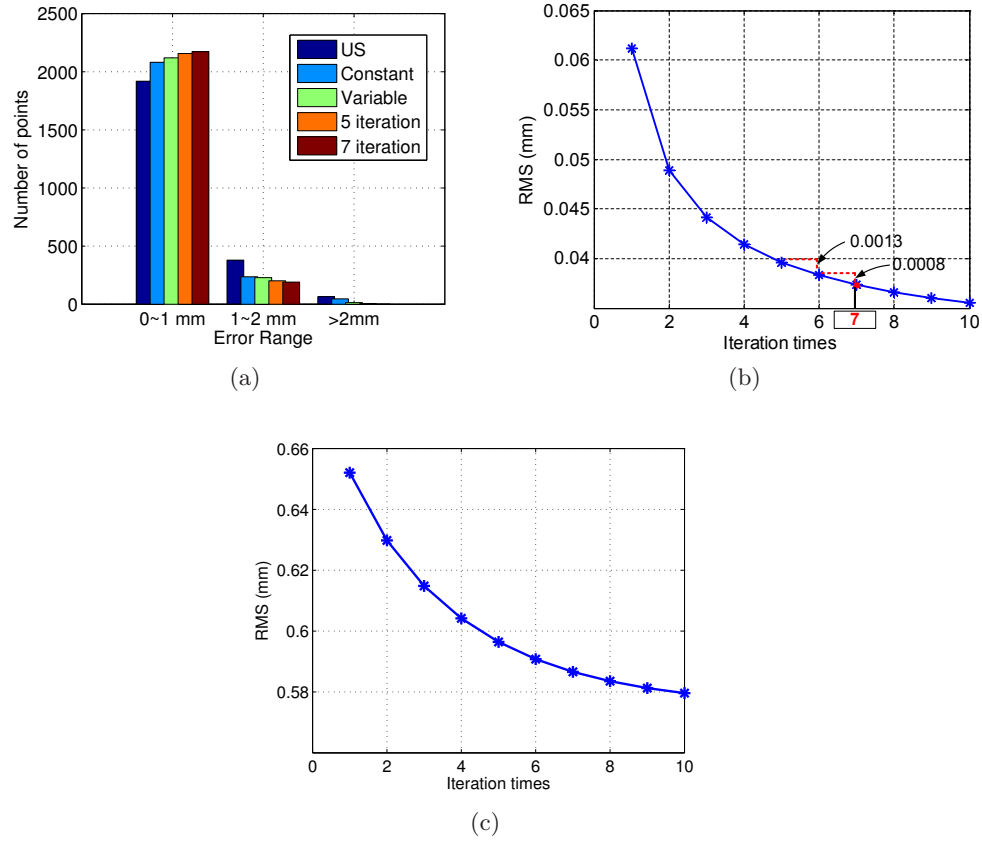 2500
2000
1500
1000
500
0
Number of points
0~1 mm 1~2 mm >2mm
Error Range
US
Constant
Variable
5 iteration
7 iteration
(a)
0.065
0.06
0.055
0.05
0.045
0.04
RMS (mm)
0.0013
0.0008
0 2 4 6 7 8 10
Iteration times
(b)
0.66
0.64
0.62
0.6
0.58
RMS (mm)
0 2 4 6 8 10
Iteration times
(c)